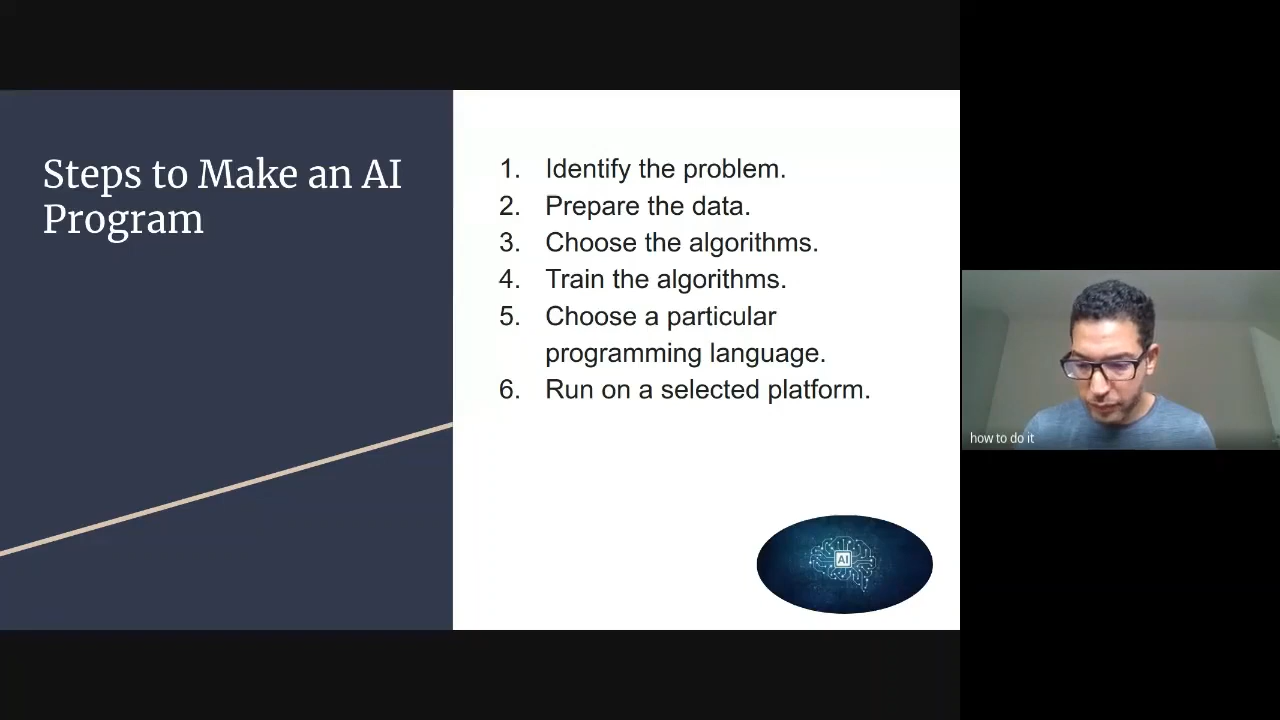 Steps to Make an AI
Program
1. Identify the problem.
2. Prepare the data.
3. Choose the algorithms.
4. Train the algorithms.
5. Choose a particular
programming language.
6. Run on a selected platform.
AI
how to do it